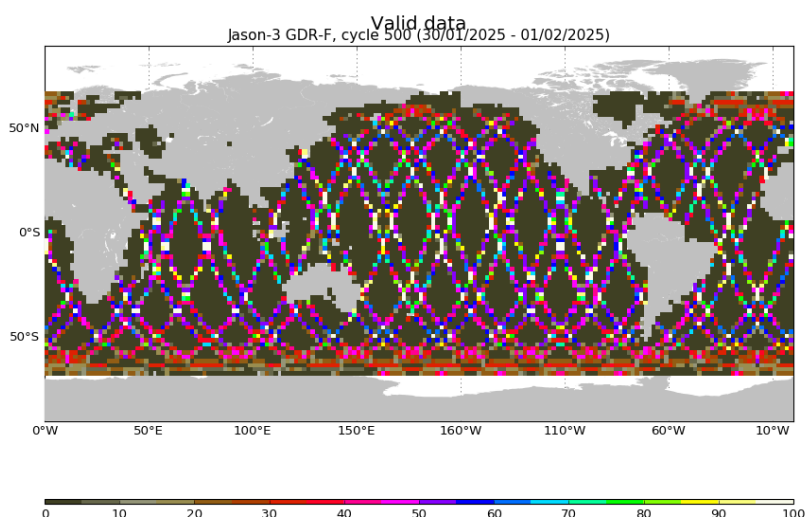 Valid data
Jason-3 GDR-F, cycle 500 (30/01/2025 - 01/02/2025)
50°N
0°S
50°S
0°W 50°E 100°E 150°E 160°W 110°W 60°W 10°W
0 10 20 30 40 50 60 70 80 90 100